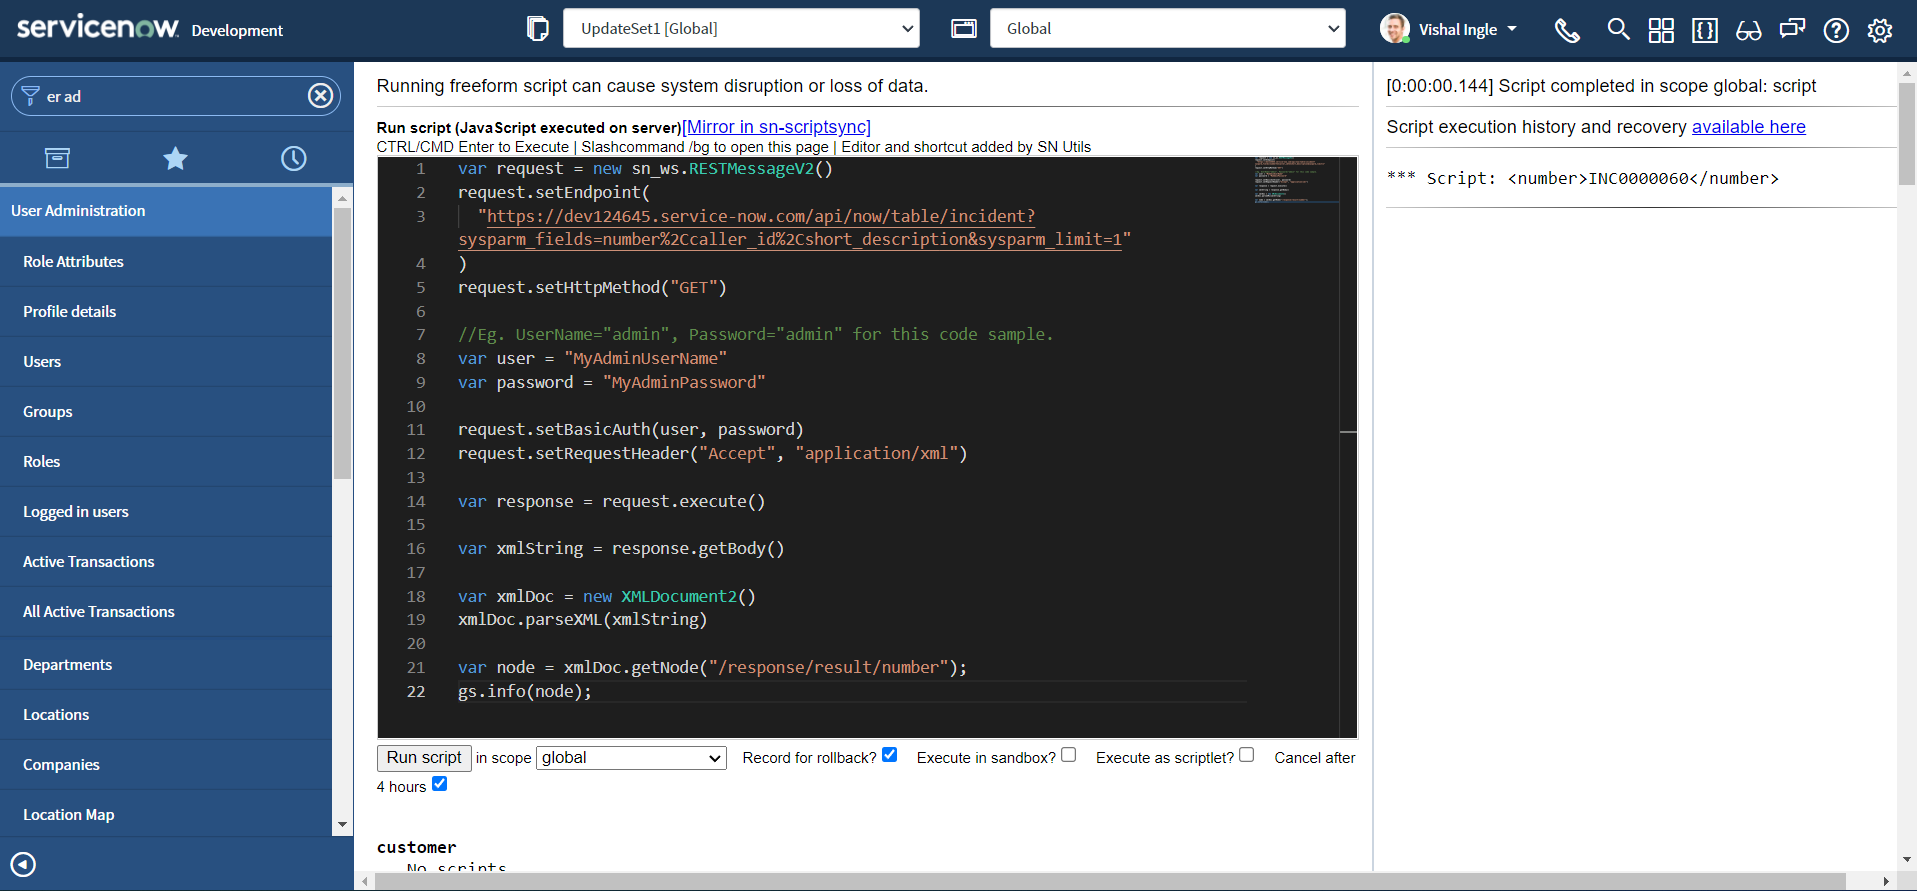 servicenow Development
UpdateSet1 [Global]
Global
Vishal Ingle
er ad
User Administration
Role Attributes
Profile details
Users
Groups
Roles
Logged in users
Active Transactions
All Active Transactions
Departments
Locations
Companies
Location Map
Running freeform script can cause system disruption or loss of data.
Run script (JavaScript executed on server)[Mirror in sn-scriptsync]
CTRL/CMD Enter to Execute | Slashcommand /bg to open this page | Editor and shortcut added by SN Utils
1 var request = new sn_ws.RESTMessageV2()
2 request.setEndpoint(
3 "https://dev124645.service-now.com/api/now/table/incident?
sysparm_fields=number%2Ccaller_id%2Cshort_description&sysparm_limit=1"
4 )
5 request.setHttpMethod("GET")
6
7 //Eg. UserName="admin", Password="admin" for this code sample.
8 var user = "MyAdminUserName"
9 var password = "MyAdminPassword"
10
11 request.setBasicAuth(user, password)
12 request.setRequestHeader("Accept", "application/xml")
13
14 var response = request.execute()
15
16 var xmlString = response.getBody()
17
18 var xmlDoc = new XMLDocument2()
19 xmlDoc.parseXML(xmlString)
20
21 var node = xmlDoc.getNode("/response/result/number");
22 gs.info(node);
Run script in scope global Record for rollback? Execute in sandbox? Execute as scriptlet? Cancel after
4 hours
customer
No scripts
[0:00:00.144] Script completed in scope global: script
Script execution history and recovery available here
*** Script: <number>INC0000060</number>